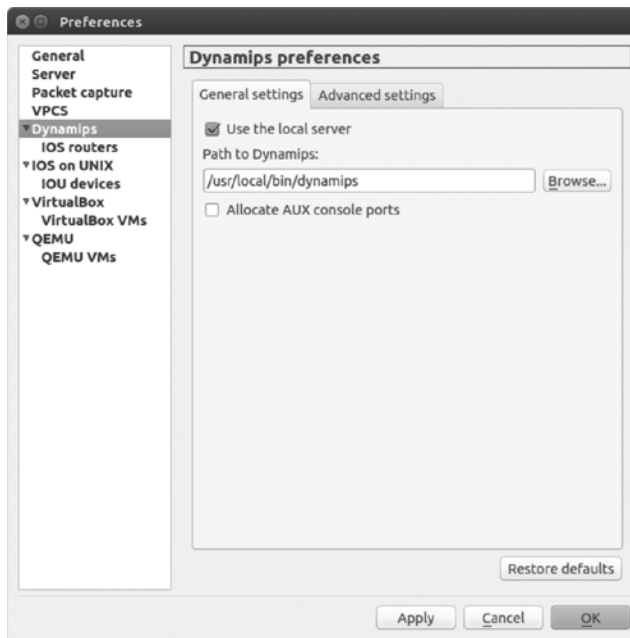 Preferences
General
Server
Packet capture
VPCS
Dynamips
IOS routers
IOS on UNIX
IOU devices
VirtualBox
VirtualBox VMs
QEMU
QEMU VMs
Dynamips preferences
General settings
Advanced settings
Use the local server
Path to Dynamips:
/usr/local/bin/dynamips
Browse...
Allocate AUX console ports
Restore defaults
Apply
Cancel
OK